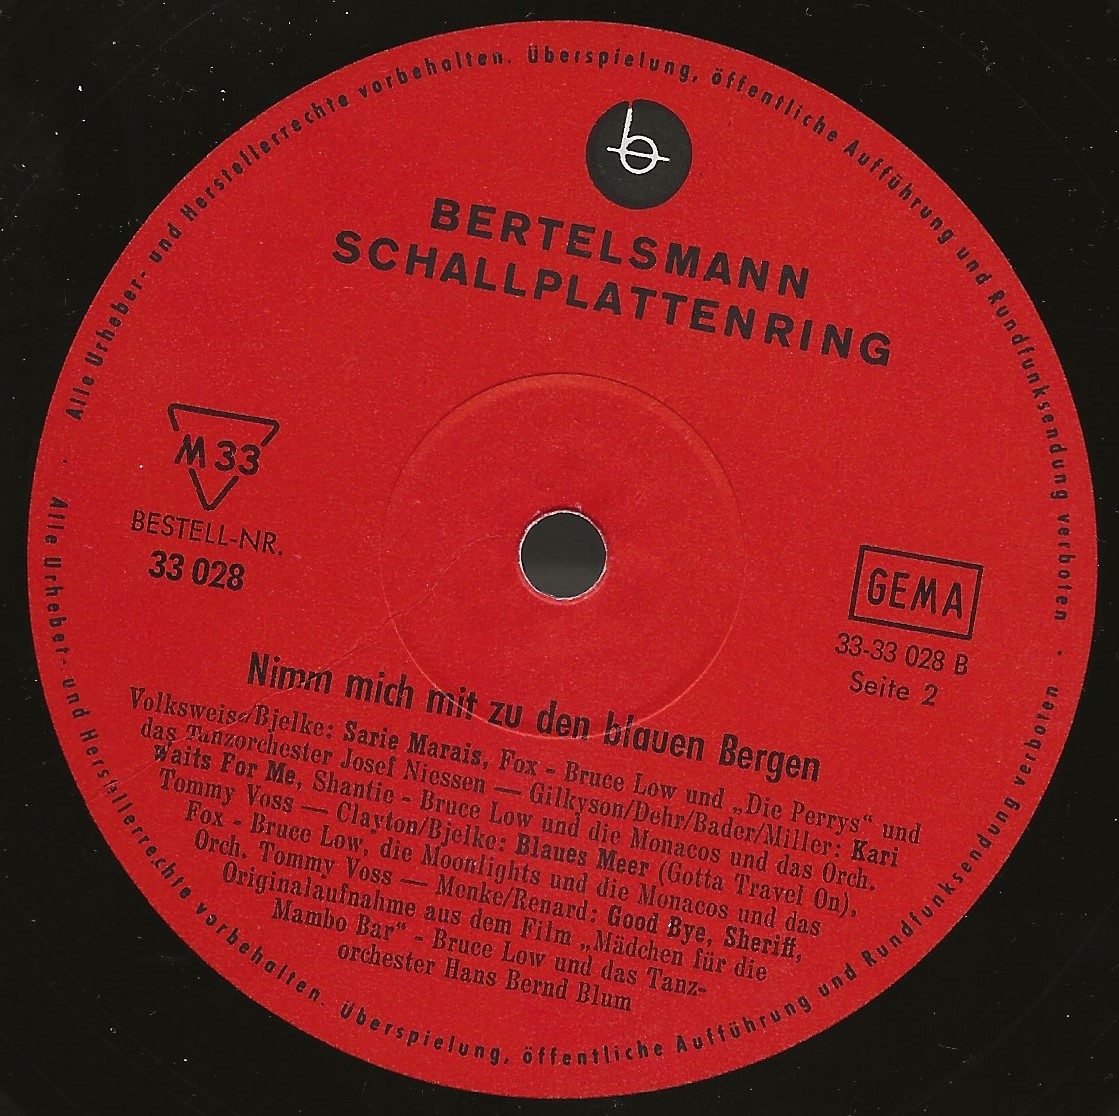 Alle Urheber- und Herstellerrechte vorbehalten. Überspielung, öffentliche Aufführung und Rundfunksendung verboten
b
BERTELSMANN
SCHALLPLATTENRING
M 33
BESTELL-NR.
33 028
GEMA
33-33 028 B
Seite 2
Nimm mich mit zu den blauen Bergen
Volksweise/Bjelke: Sarie Marais, Fox - Bruce Low und „Die Perrys“ und
das Tanzorchester Josef Niessen — Gilkyson/Dehr/Bader/Miller: Kari
Waits For Me, Shantie - Bruce Low und die Monacos und das Orch.
Tommy Voss — Clayton/Bjelke: Blaues Meer (Gotta Travel On),
Fox - Bruce Low, die Moonlights und die Monacos und das
Orch. Tommy Voss — Menke/Renard: Good Bye, Sheriff,
Originalaufnahme aus dem Film „Mädchen für die
Mambo Bar“ - Bruce Low und das Tanz-
orchester Hans Bernd Blum
Alle Urheber- und Herstellerrechte vorbehalten. Überspielung, öffentliche Aufführung und Rundfunksendung verboten